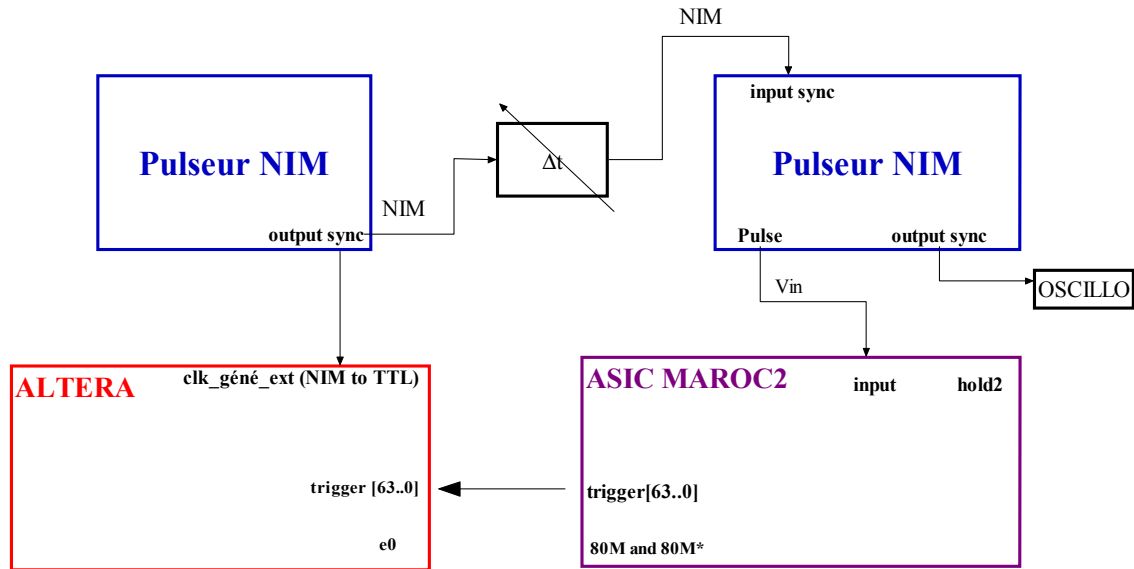 NIM
input sync
Pulseur NIM
Δt
Pulseur NIM
NIM
output sync
Pulse
output sync
Vin
OSCILLO
ALTERA
clk_géné_ext (NIM to TTL)
ASIC MAROC2
input
hold2
trigger [63..0]
trigger[63..0]
e0
80M and 80M*